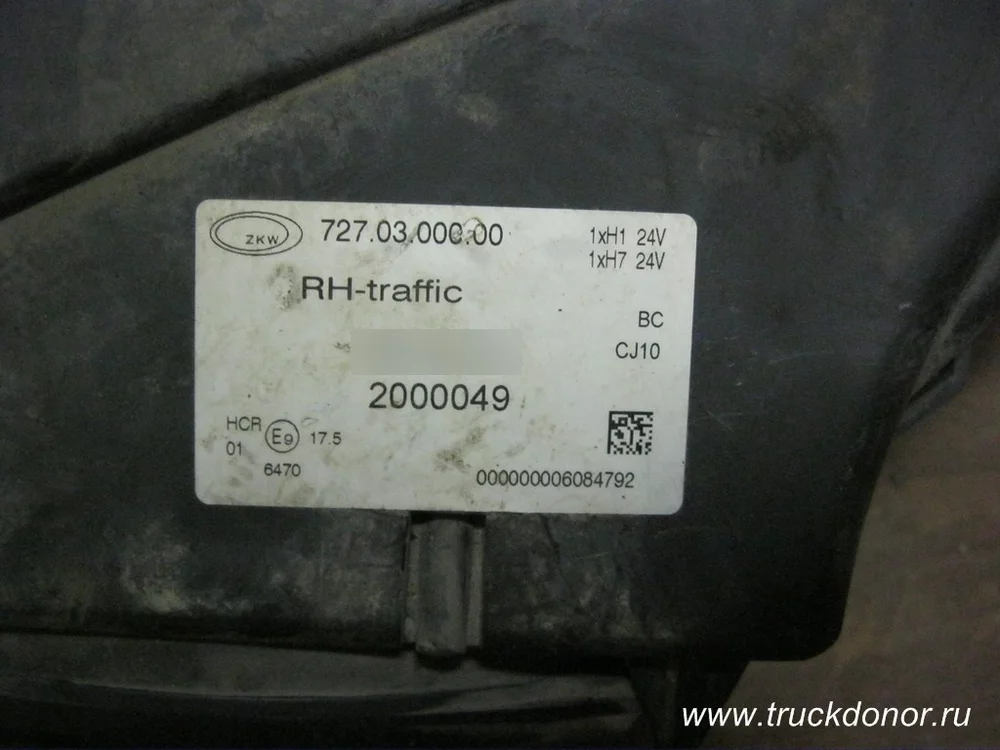 ZKW 727.03.000.00 1xH1 24V
1xH7 24V
RH-traffic
BC
CJ10
2000049
HCR E9 17.5
01
6470
000000006084792
www.truckdonor.ru